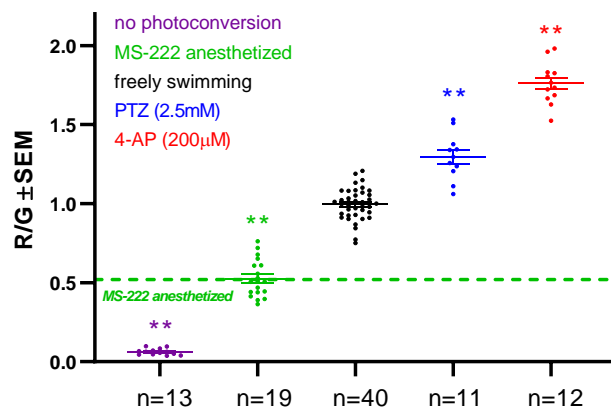 no photoconversion
MS-222 anesthetized
freely swimming
PTZ (2.5mM)
4-AP (200μM)
R/G ±SEM
2.0
1.5
1.0
0.5
0.0
**
**
**
**
MS-222 anesthetized
**
n=13 n=19 n=40 n=11 n=12